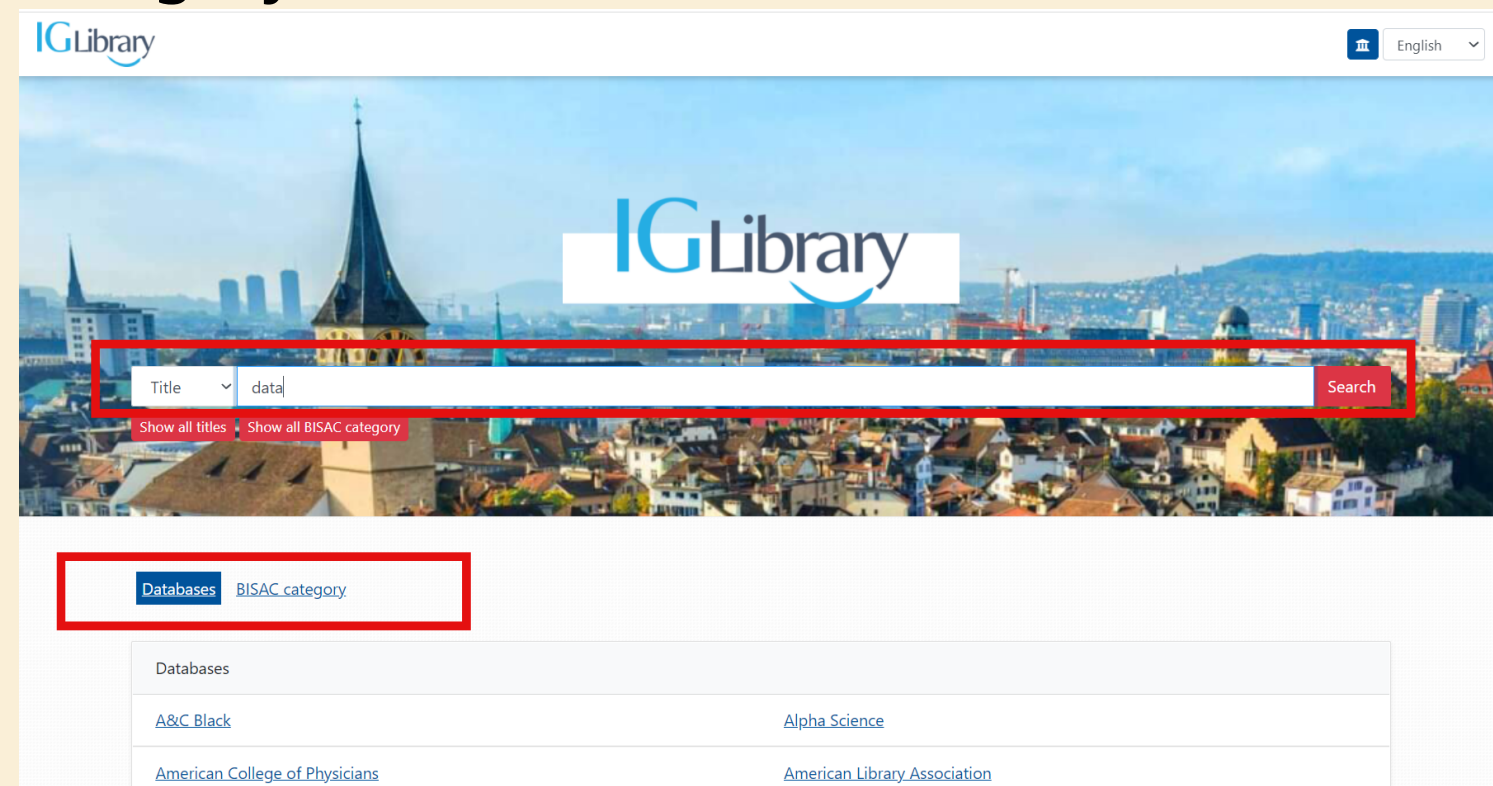 IGLibrary
English
IGLibrary
Title data Search
Show all titles Show all BISAC category
Databases BISAC category
Databases
A&C Black Alpha Science
American College of Physicians American Library Association